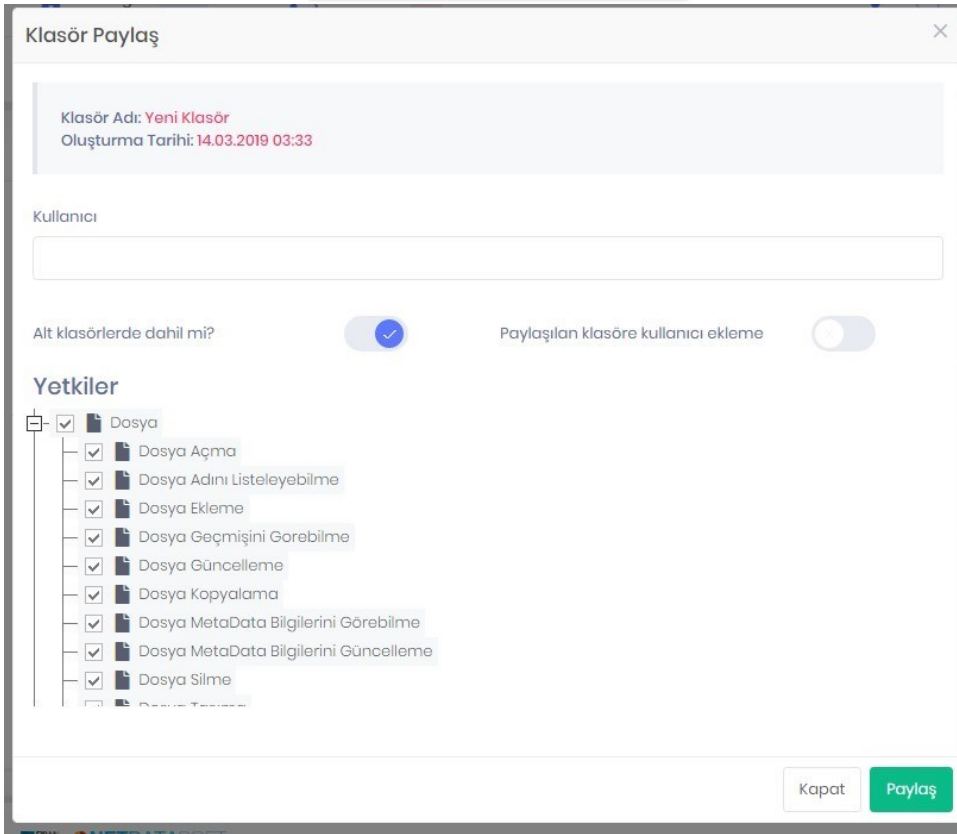 Klasör Paylaş
Klasör Adı: Yeni Klasör
Oluşturma Tarihi: 14.03.2019 03:33
Kullanıcı
Alt klasörlerde dahil mi? Paylaşılan klasöre kullanıcı ekleme
Yetkiler
Dosya
Dosya Açma
Dosya Adını Listeleyebilme
Dosya Ekleme
Dosya Geçmişini Gorebilme
Dosya Güncelleme
Dosya Kopyalama
Dosya MetaData Bilgilerini Görebilme
Dosya MetaData Bilgilerini Güncelleme
Dosya Silme
Kapat Paylaş